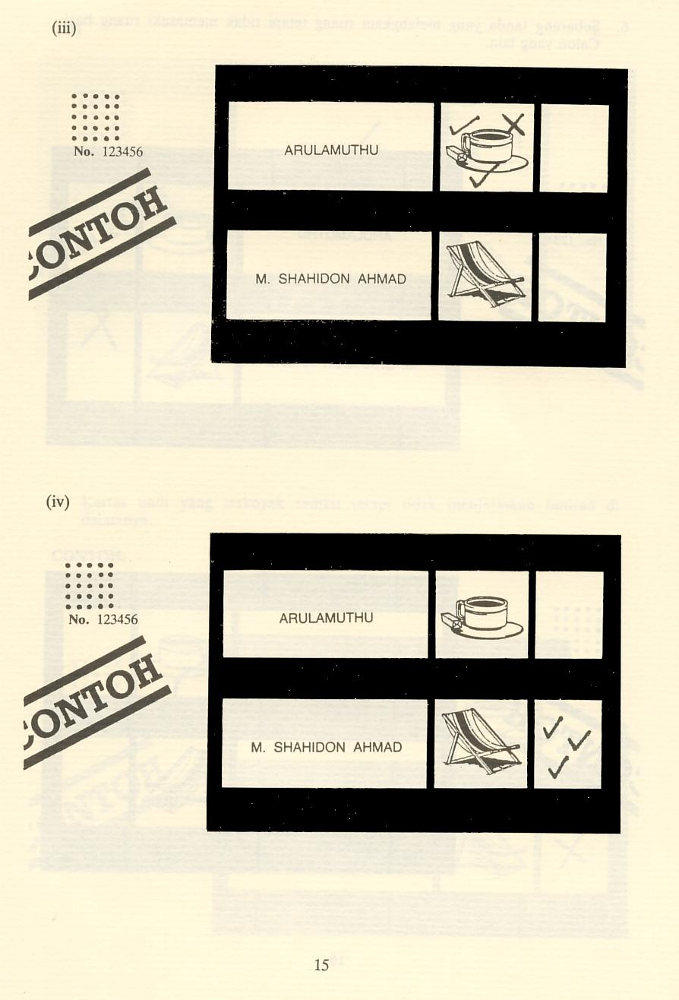 (iii)
No. 123456
CONTOH
ARULAMUTHU
M. SHAHIDON AHMAD
(iv)
No. 123456
CONTOH
ARULAMUTHU
M. SHAHIDON AHMAD
15